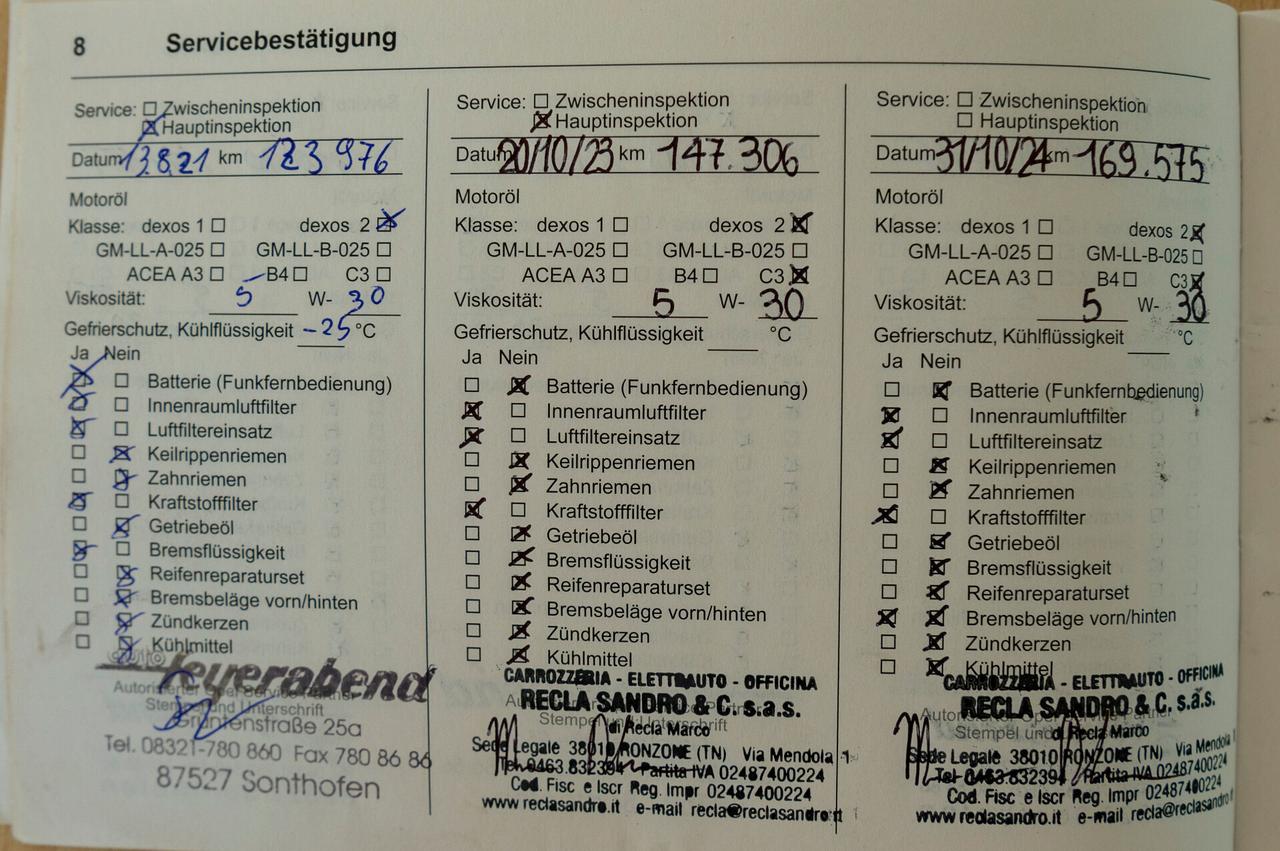 8 Servicebestätigung
Service: Zwischeninspektion
Hauptinspektion
Datum 13.8.21 km 123 976
Motoröl
Klasse: dexos 1 dexos 2
GM-LL-A-025 GM-LL-B-025
ACEA A3 B4 C3
Viskosität: 5 W- 30
Gefrierschutz, Kühlflüssigkeit -25 °C
Ja Nein
Batterie (Funkfernbedienung)
Innenraumluftfilter
Luftfiltereinsatz
Keilrippenriemen
Zahnriemen
Kraftstofffilter
Getriebeöl
Bremsflüssigkeit
Reifenreparaturset
Bremsbeläge vorn/hinten
Zündkerzen
Kühlmittel
auto feyerabend
Autorisierter Opel Service Partner
Stempel und Unterschrift
Grüntenstraße 25a
Tel. 08321-780 860 Fax 780 86 86
87527 Sonthofen
Service: Zwischeninspektion
Hauptinspektion
Datum 20/10/23 km 147.306
Motoröl
Klasse: dexos 1 dexos 2
GM-LL-A-025 GM-LL-B-025
ACEA A3 B4 C3
Viskosität: 5 W- 30
Gefrierschutz, Kühlflüssigkeit °C
Ja Nein
Batterie (Funkfernbedienung)
Innenraumluftfilter
Luftfiltereinsatz
Keilrippenriemen
Zahnriemen
Kraftstofffilter
Getriebeöl
Bremsflüssigkeit
Reifenreparaturset
Bremsbeläge vorn/hinten
Zündkerzen
Kühlmittel
CARROZZERIA - ELETTRAUTO - OFFICINA
RECLA SANDRO & C. s.a.s.
Stempel und Unterschrift
di Recla Marco
Sede Legale 38010 RONZONE (TN) Via Mendola 1
Tel 0463.832394 Partita IVA 02487400224
Cod. Fisc e Iscr Reg. Impr 02487400224
www.reclasandro.it e-mail recla@reclasandro.it
Service: Zwischeninspektion
Hauptinspektion
Datum 31/10/24 km 169.575
Motoröl
Klasse: dexos 1 dexos 2
GM-LL-A-025 GM-LL-B-025
ACEA A3 B4 C3
Viskosität: 5 W- 30
Gefrierschutz, Kühlflüssigkeit °C
Ja Nein
Batterie (Funkfernbedienung)
Innenraumluftfilter
Luftfiltereinsatz
Keilrippenriemen
Zahnriemen
Kraftstofffilter
Getriebeöl
Bremsflüssigkeit
Reifenreparaturset
Bremsbeläge vorn/hinten
Zündkerzen
Kühlmittel
CARROZZERIA - ELETTRAUTO - OFFICINA
RECLA SANDRO & C. s.a.s.
Autorisierter Opel Service Partner
Stempel und
di Recla Marco
Sede Legale 38010 RONZONE (TN) Via Mendola
Tel 0463.832394 Partita IVA 02487400224
Cod. Fisc e Iscr Reg. Impr 02487400224
www.reclasandro.it e-mail recla@reclasandro.it